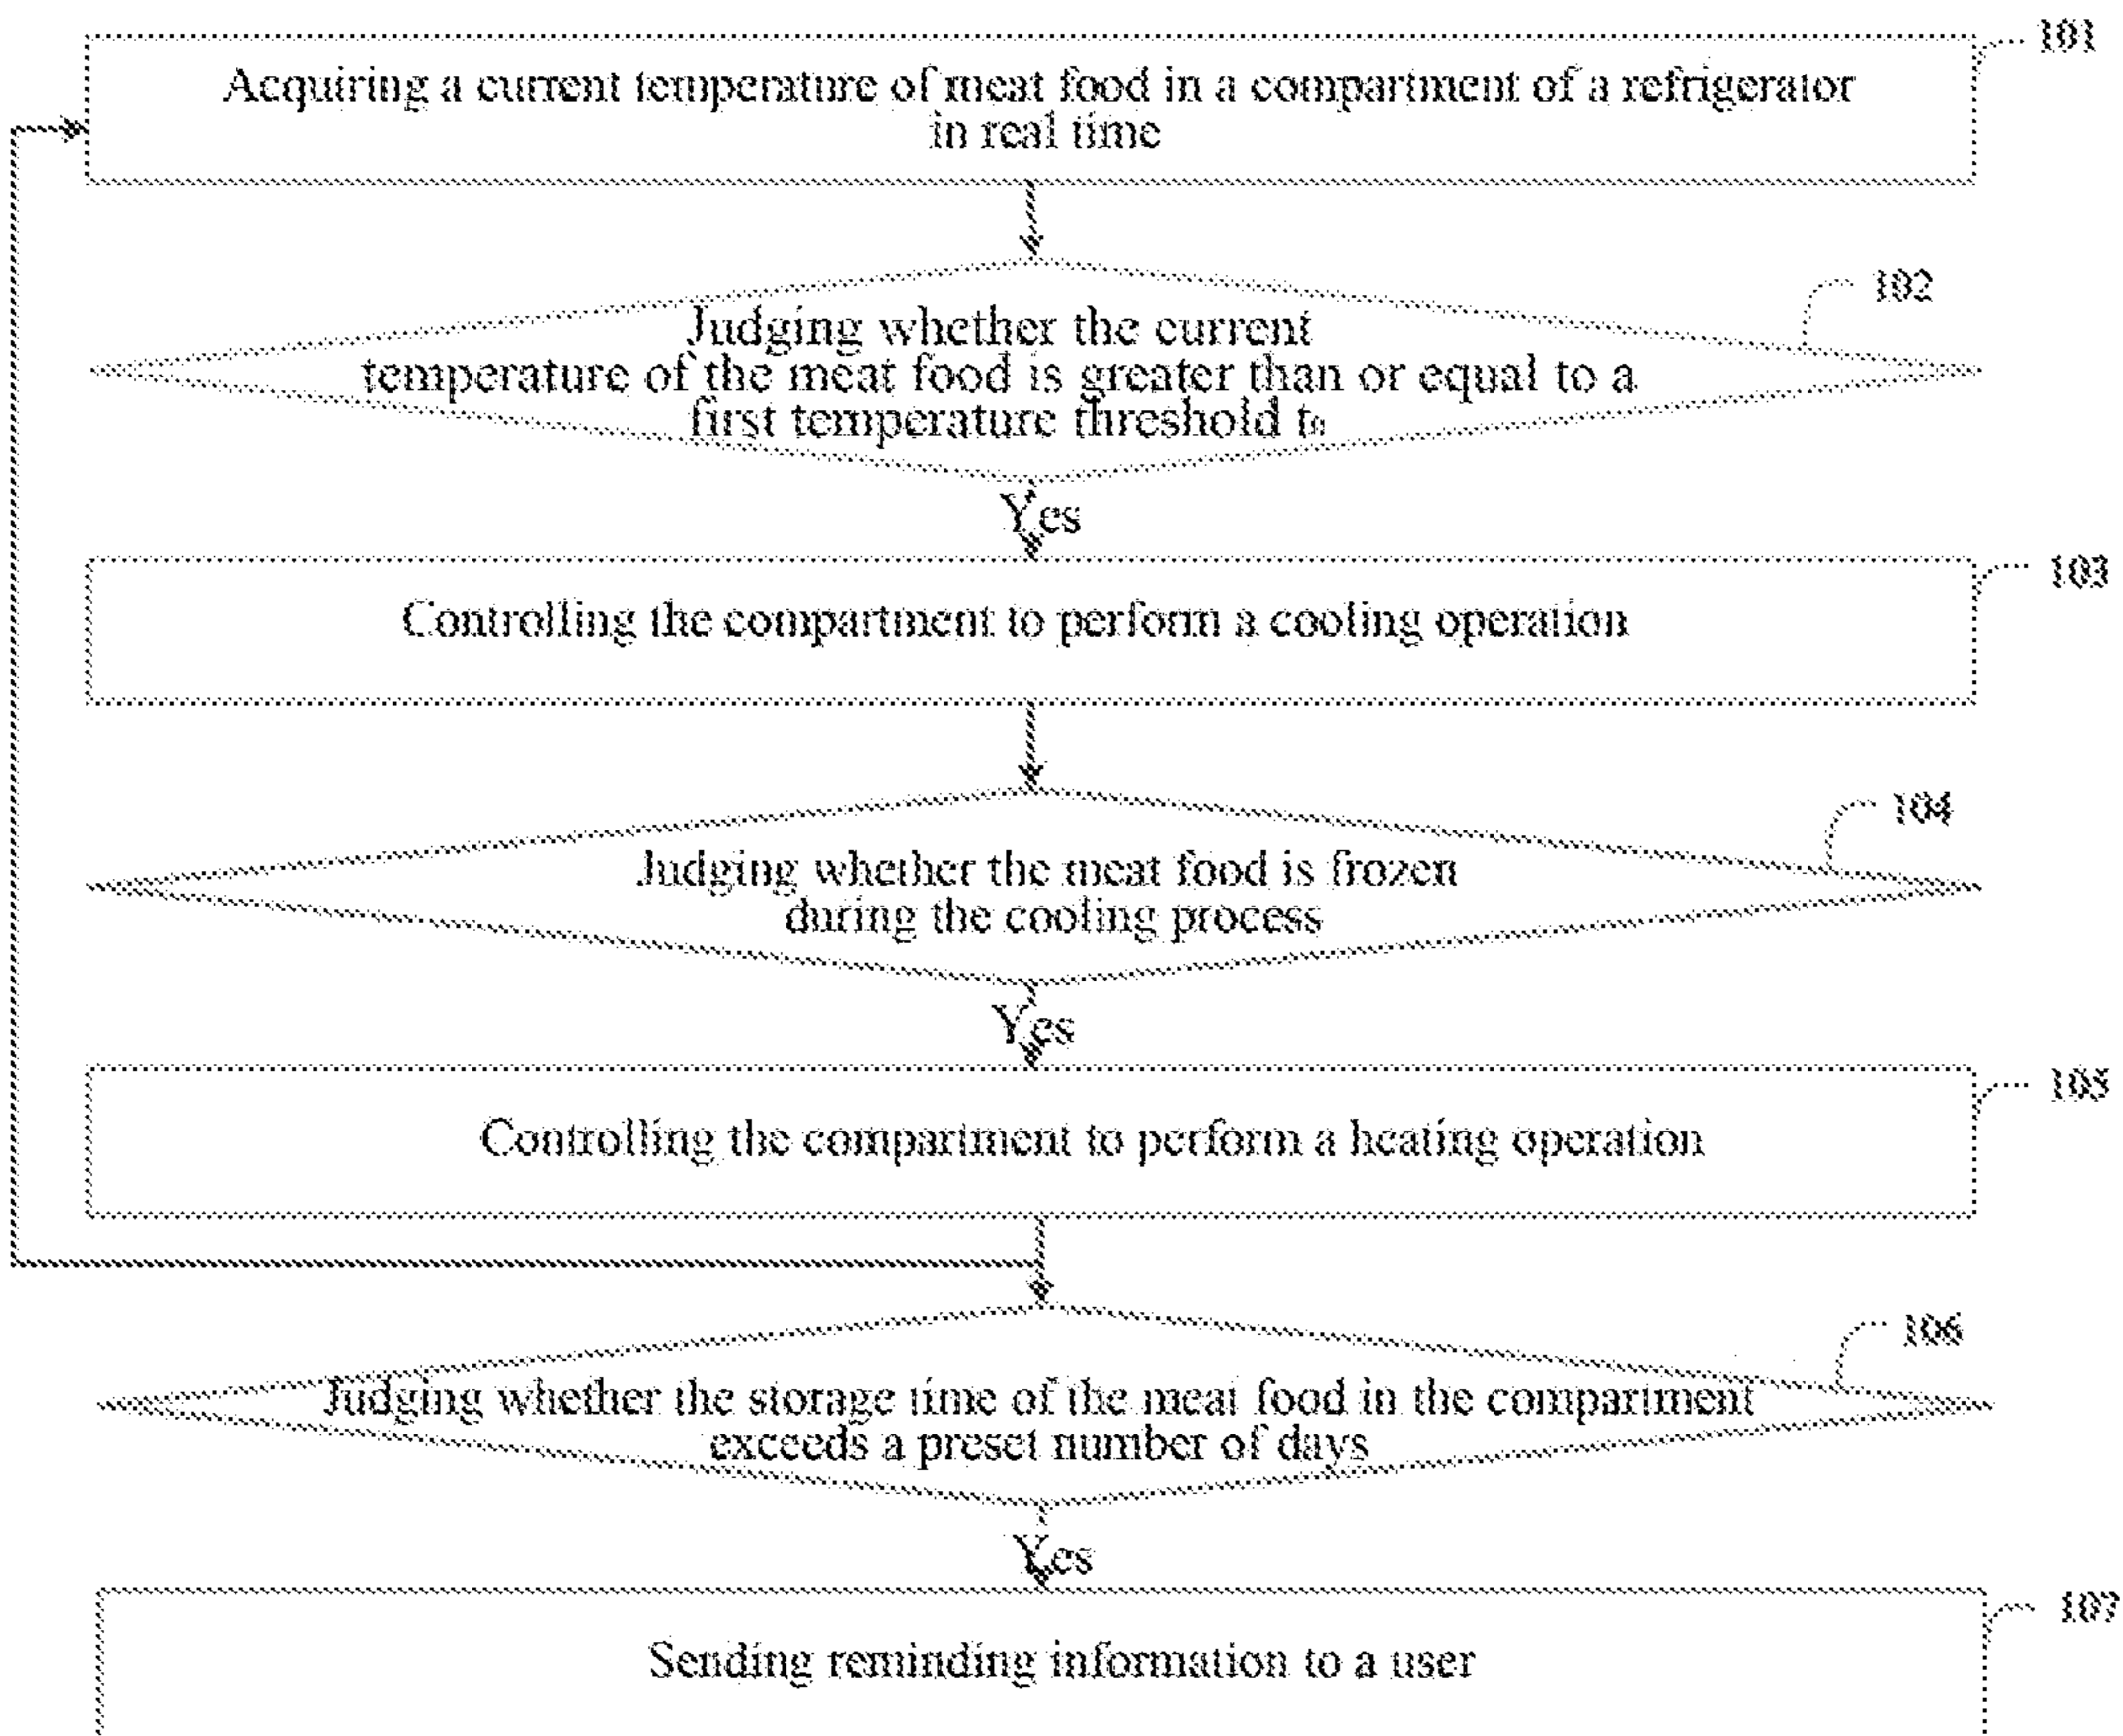 101
Acquiring a current temperature of meat food in a compartment of a refrigerator
in real time
102
Judging whether the current
temperature of the meat food is greater than or equal to a
first temperature threshold
Yes
103
Controlling the compartment to perform a cooling operation
104
Judging whether the meat food is frozen
during the cooling process
Yes
105
Controlling the compartment to perform a heating operation
106
Judging whether the storage time of the meat food in the compartment
exceeds a preset number of days
Yes
107
Sending reminding information to a user